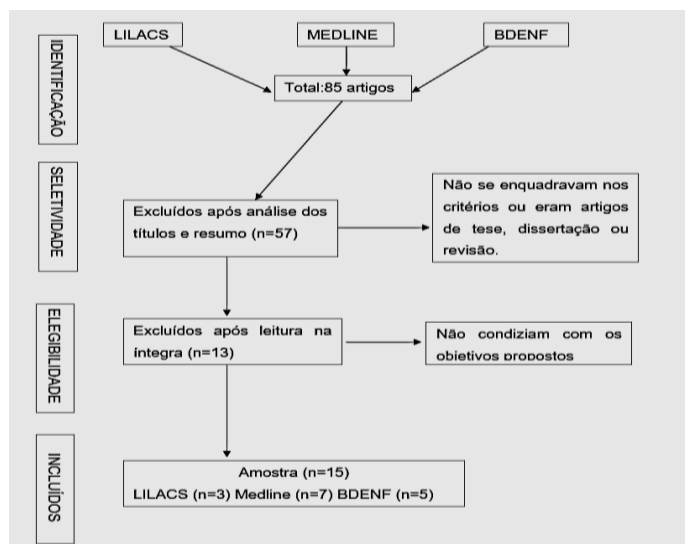 IDENTIFICAÇÃO
LILACS
MEDLINE
BDENF
Total:85 artigos
SELETIVIDADE
Excluídos após análise dos
títulos e resumo (n=57)
Não se enquadravam nos
critérios ou eram artigos
de tese, dissertação ou
revisão.
ELEGIBILIDADE
Excluídos após leitura na
íntegra (n=13)
Não condiziam com os
objetivos propostos
INCLUÍDOS
Amostra (n=15)
LILACS (n=3) Medline (n=7) BDENF (n=5)